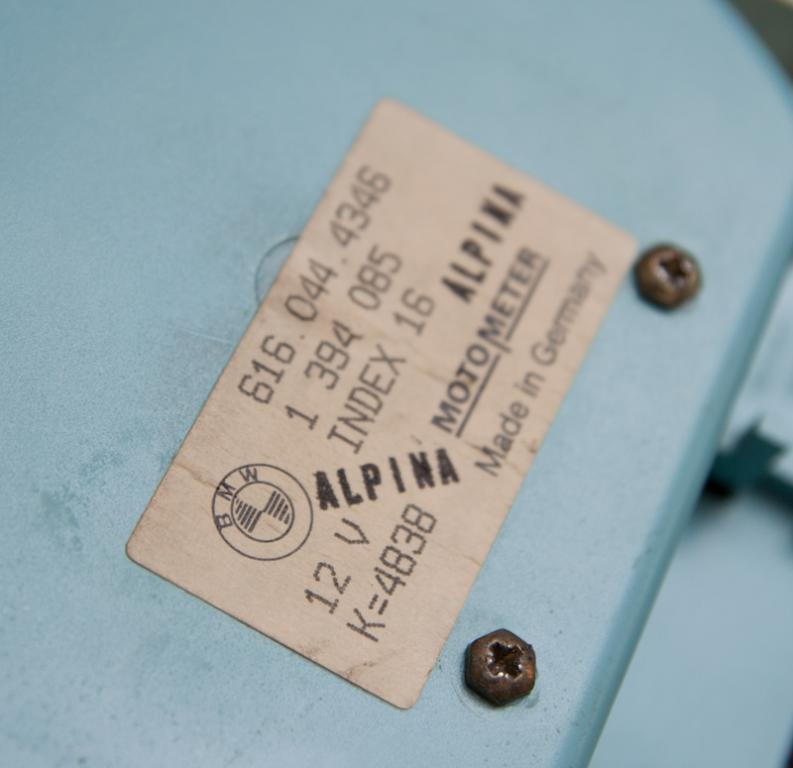 616.044.4346
1 394 085
INDEX 16
ALPINA
MOTOMETER
Made in Germany
BMW
ALPINA
12 V
K=4838